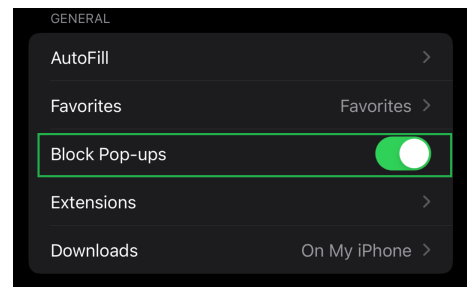 GENERAL
AutoFill
Favorites Favorites
Block Pop-ups
Extensions
Downloads On My iPhone